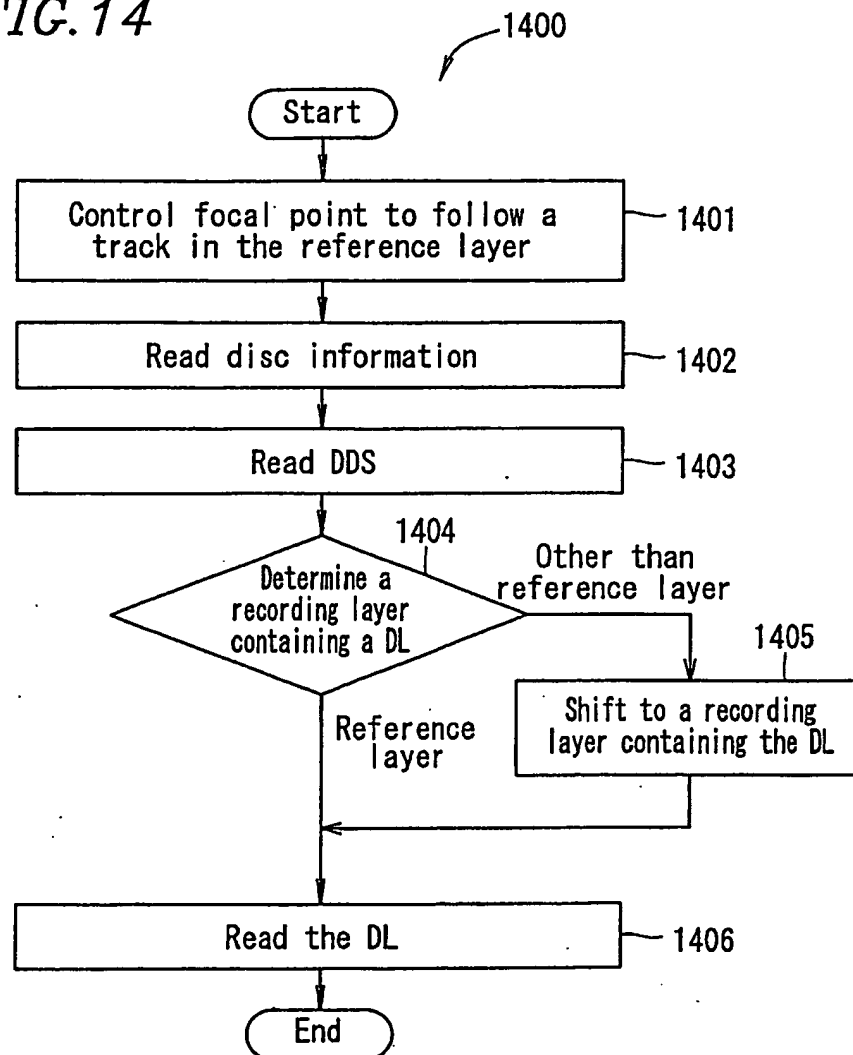 FIG. 14
1400
Start
Control focal point to follow a
track in the reference layer
1401
Read disc information
1402
Read DDS
1403
1404
Determine a
recording layer
containing a DL
Other than
reference layer
1405
Shift to a recording
layer containing the DL
Reference
layer
Read the DL
1406
End